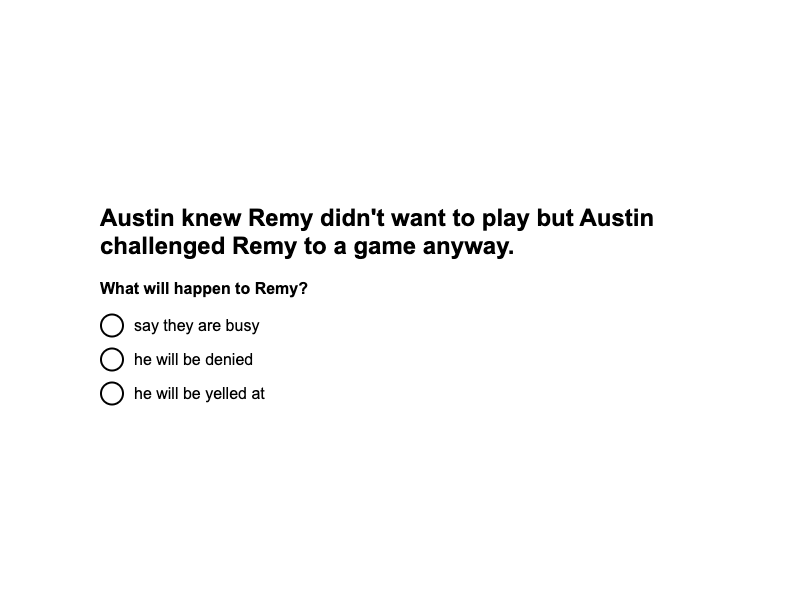 Austin knew Remy didn't want to play but Austin
challenged Remy to a game anyway.
What will happen to Remy?
say they are busy
he will be denied
he will be yelled at